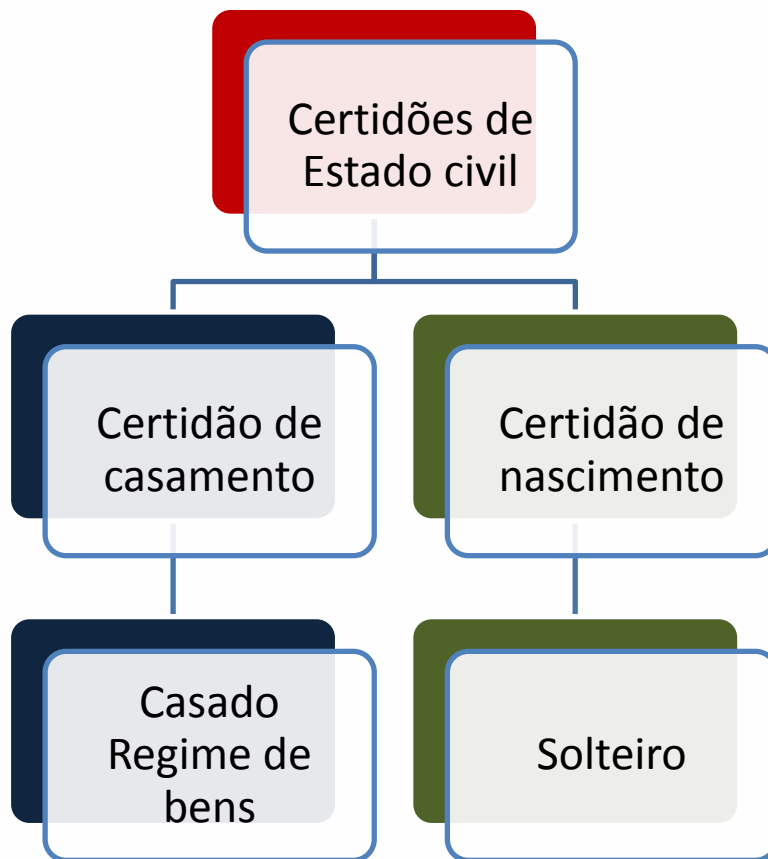 Certidões de
Estado civil
Certidão de
casamento
Certidão de
nascimento
Casado
Regime de
bens
Solteiro